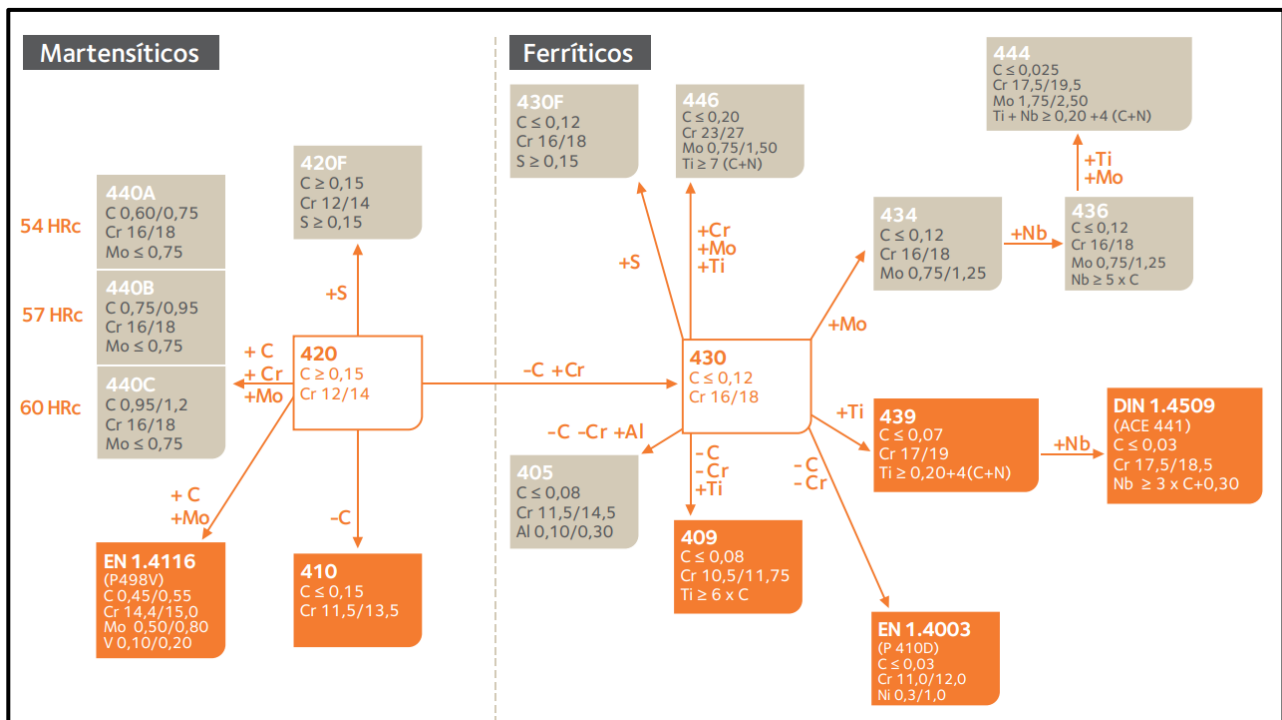 Martensíticos
54 HRc
57 HRc
60 HRc
440A
C 0,60/0,75
Cr 16/18
Mo ≤ 0,75
440B
C 0,75/0,95
Cr 16/18
Mo ≤ 0,75
440C
C 0,95/1,2
Cr 16/18
Mo ≤ 0,75
420F
C ≥ 0,15
Cr 12/14
S ≥ 0,15
+S
+ C
+ Cr
+Mo
420
C ≥ 0,15
Cr 12/14
+ C
+Mo
-C
EN 1.4116
(P498V)
C 0,45/0,55
Cr 14,4/15,0
Mo 0,50/0,80
V 0,10/0,20
410
C ≤ 0,15
Cr 11,5/13,5
-C +Cr
Ferríticos
430F
C ≤ 0,12
Cr 16/18
S ≥ 0,15
446
C ≤ 0,20
Cr 23/27
Mo 0,75/1,50
Ti ≥ 7 (C+N)
444
C ≤ 0,025
Cr 17,5/19,5
Mo 1,75/2,50
Ti + Nb ≥ 0,20 +4 (C+N)
+S
+Cr
+Mo
+Ti
434
C ≤ 0,12
Cr 16/18
Mo 0,75/1,25
+Nb
+Ti
+Mo
436
C ≤ 0,12
Cr 16/18
Mo 0,75/1,25
Nb ≥ 5 x C
+Mo
430
C ≤ 0,12
Cr 16/18
-C -Cr +Al
405
C ≤ 0,08
Cr 11,5/14,5
Al 0,10/0,30
- C
- Cr
+Ti
409
C ≤ 0,08
Cr 10,5/11,75
Ti ≥ 6 x C
- C
- Cr
+Ti
439
C ≤ 0,07
Cr 17/19
Ti ≥ 0,20+4(C+N)
+Nb
DIN 1.4509
(ACE 441)
C ≤ 0,03
Cr 17,5/18,5
Nb ≥ 3 x C+0,30
EN 1.4003
(P 410D)
C ≤ 0,03
Cr 11,0/12,0
Ni 0,3/1,0